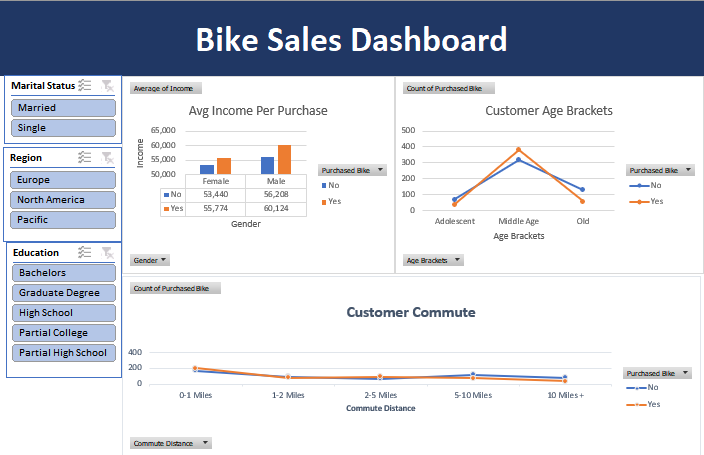 Bike Sales Dashboard
Marital Status
Married
Single
Region
Europe
North America
Pacific
Education
Bachelors
Graduate Degree
High School
Partial College
Partial High School
Average of Income
Avg Income Per Purchase
65,000
60,000
55,000
50,000
Income
Female Male
No 53,440 56,208
Yes 55,774 60,124
Gender
Purchased Bike
No
Yes
Gender
Count of Purchased Bike
Customer Age Brackets
500
400
300
200
100
0
Adolescent Middle Age Old
Age Brackets
Purchased Bike
No
Yes
Age Brackets
Count of Purchased Bike
Customer Commute
400
200
0
0-1 Miles 1-2 Miles 2-5 Miles 5-10 Miles 10 Miles +
Commute Distance
Purchased Bike
No
Yes
Commute Distance